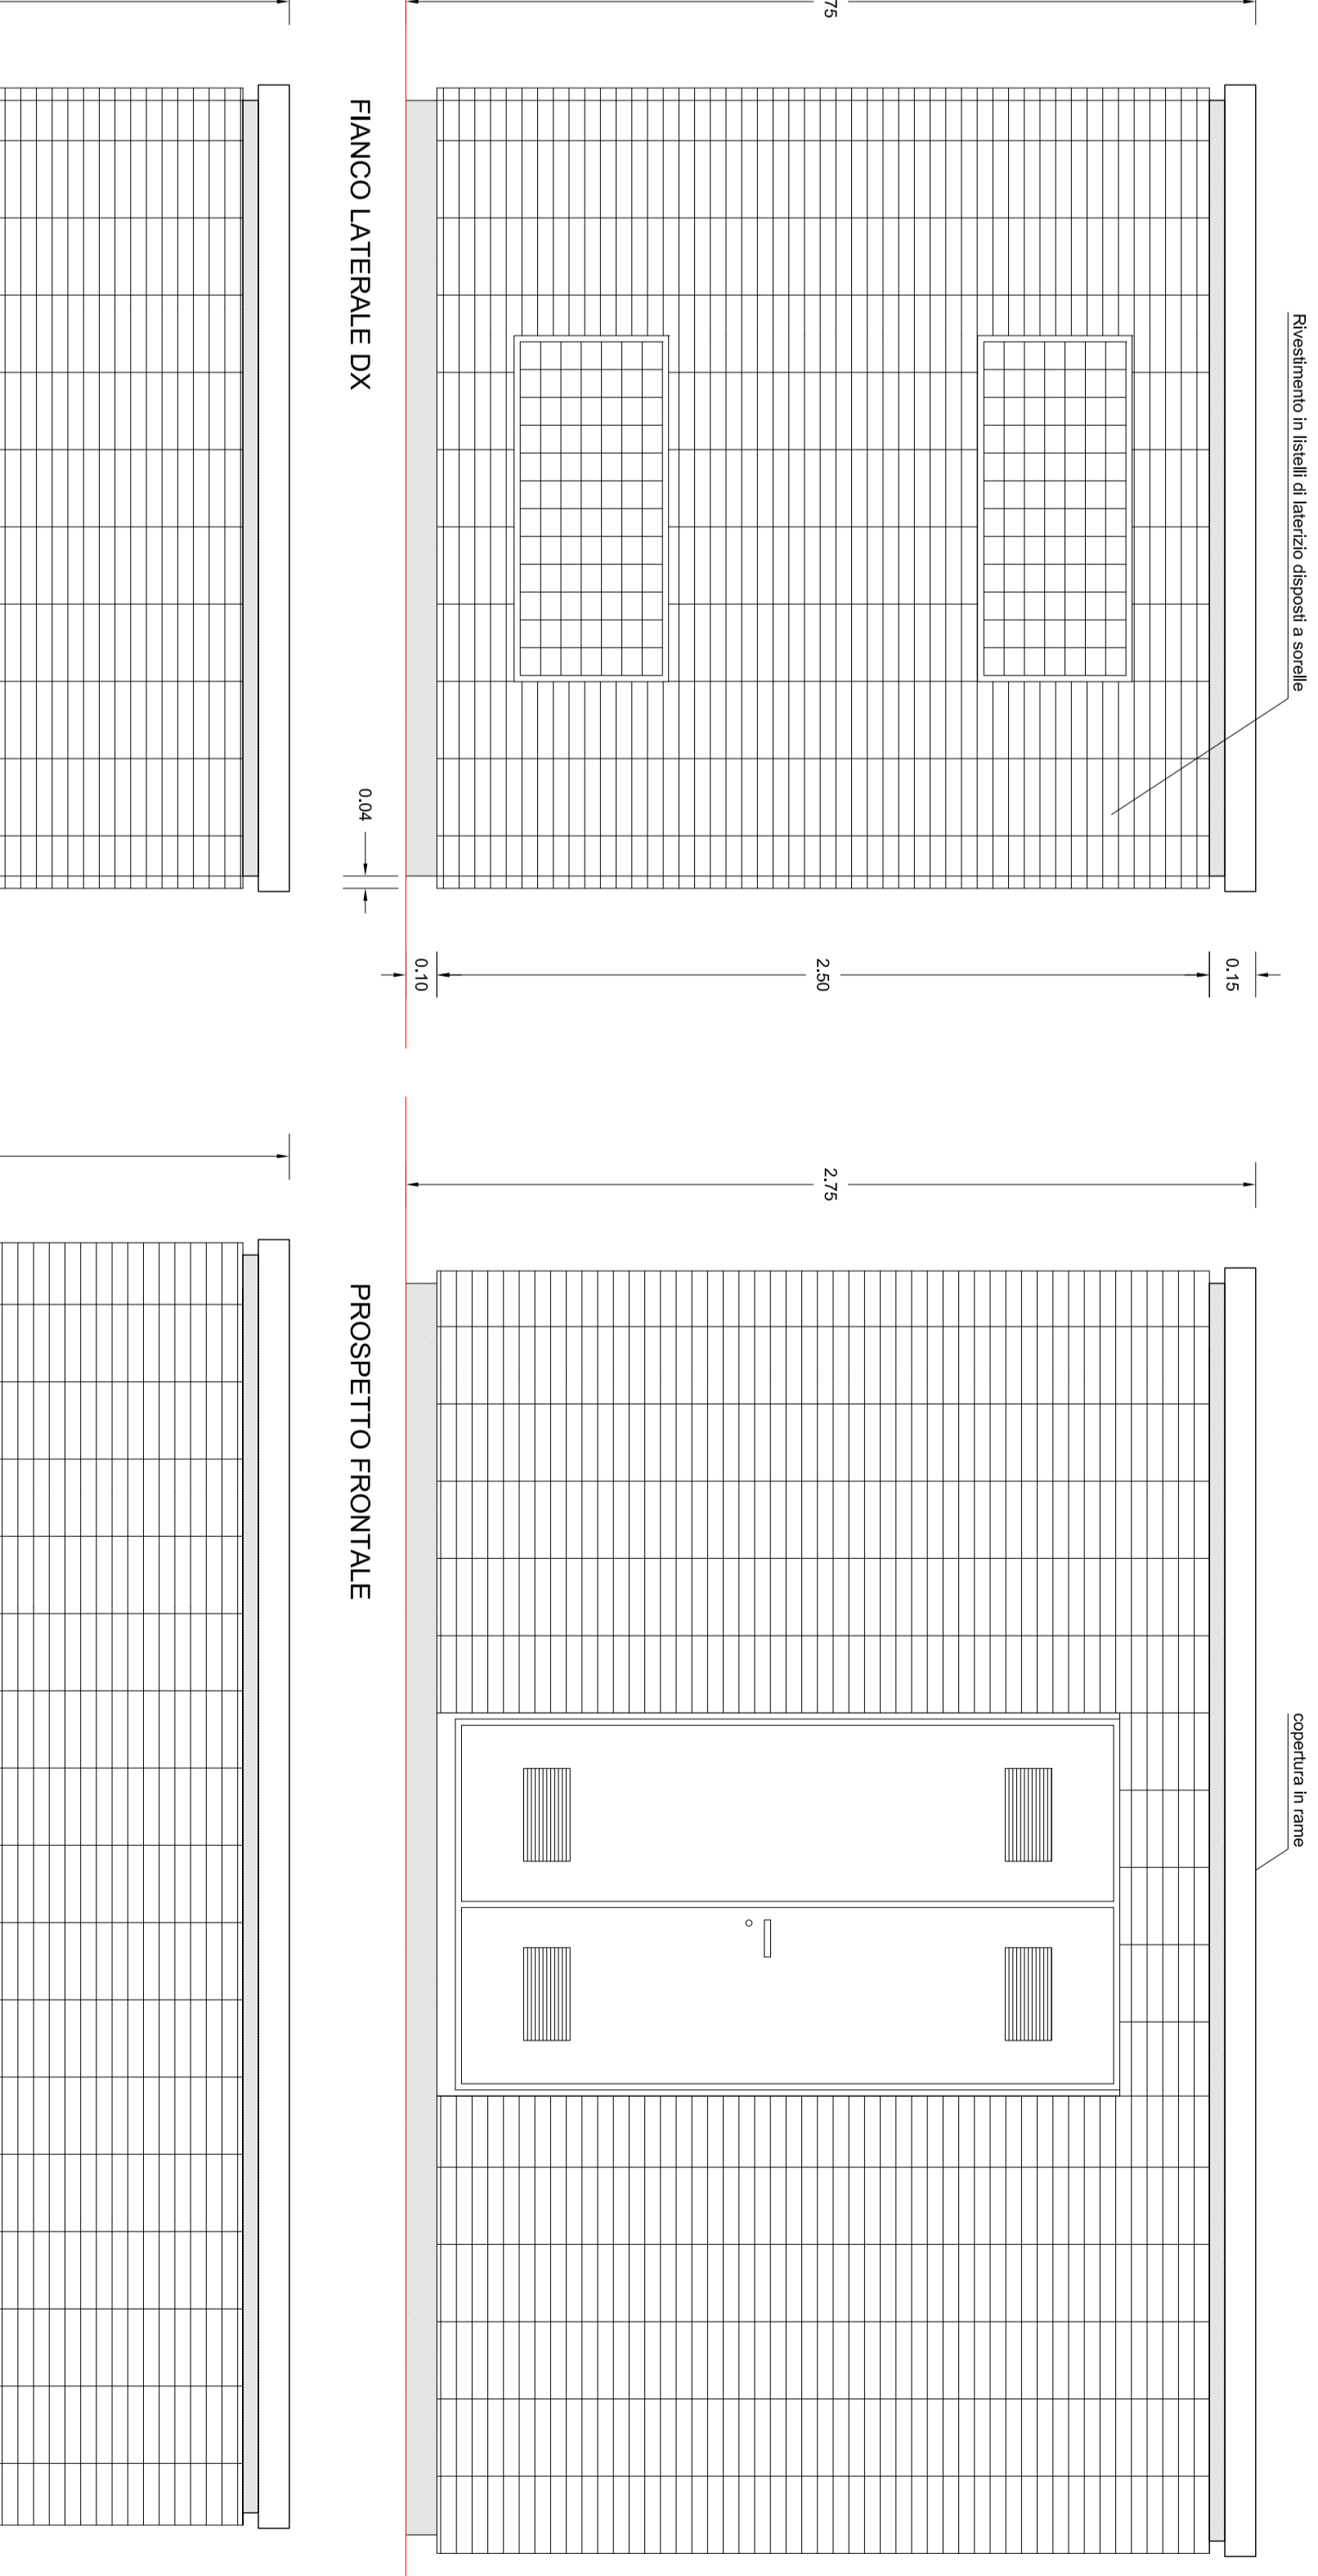 Rivestimento in listelli di laterizio disposti a sorelle
75
0.15
2.50
0.10
0.04
FIANCO LATERALE DX
copertura in rame
2.75
PROSPETTO FRONTALE